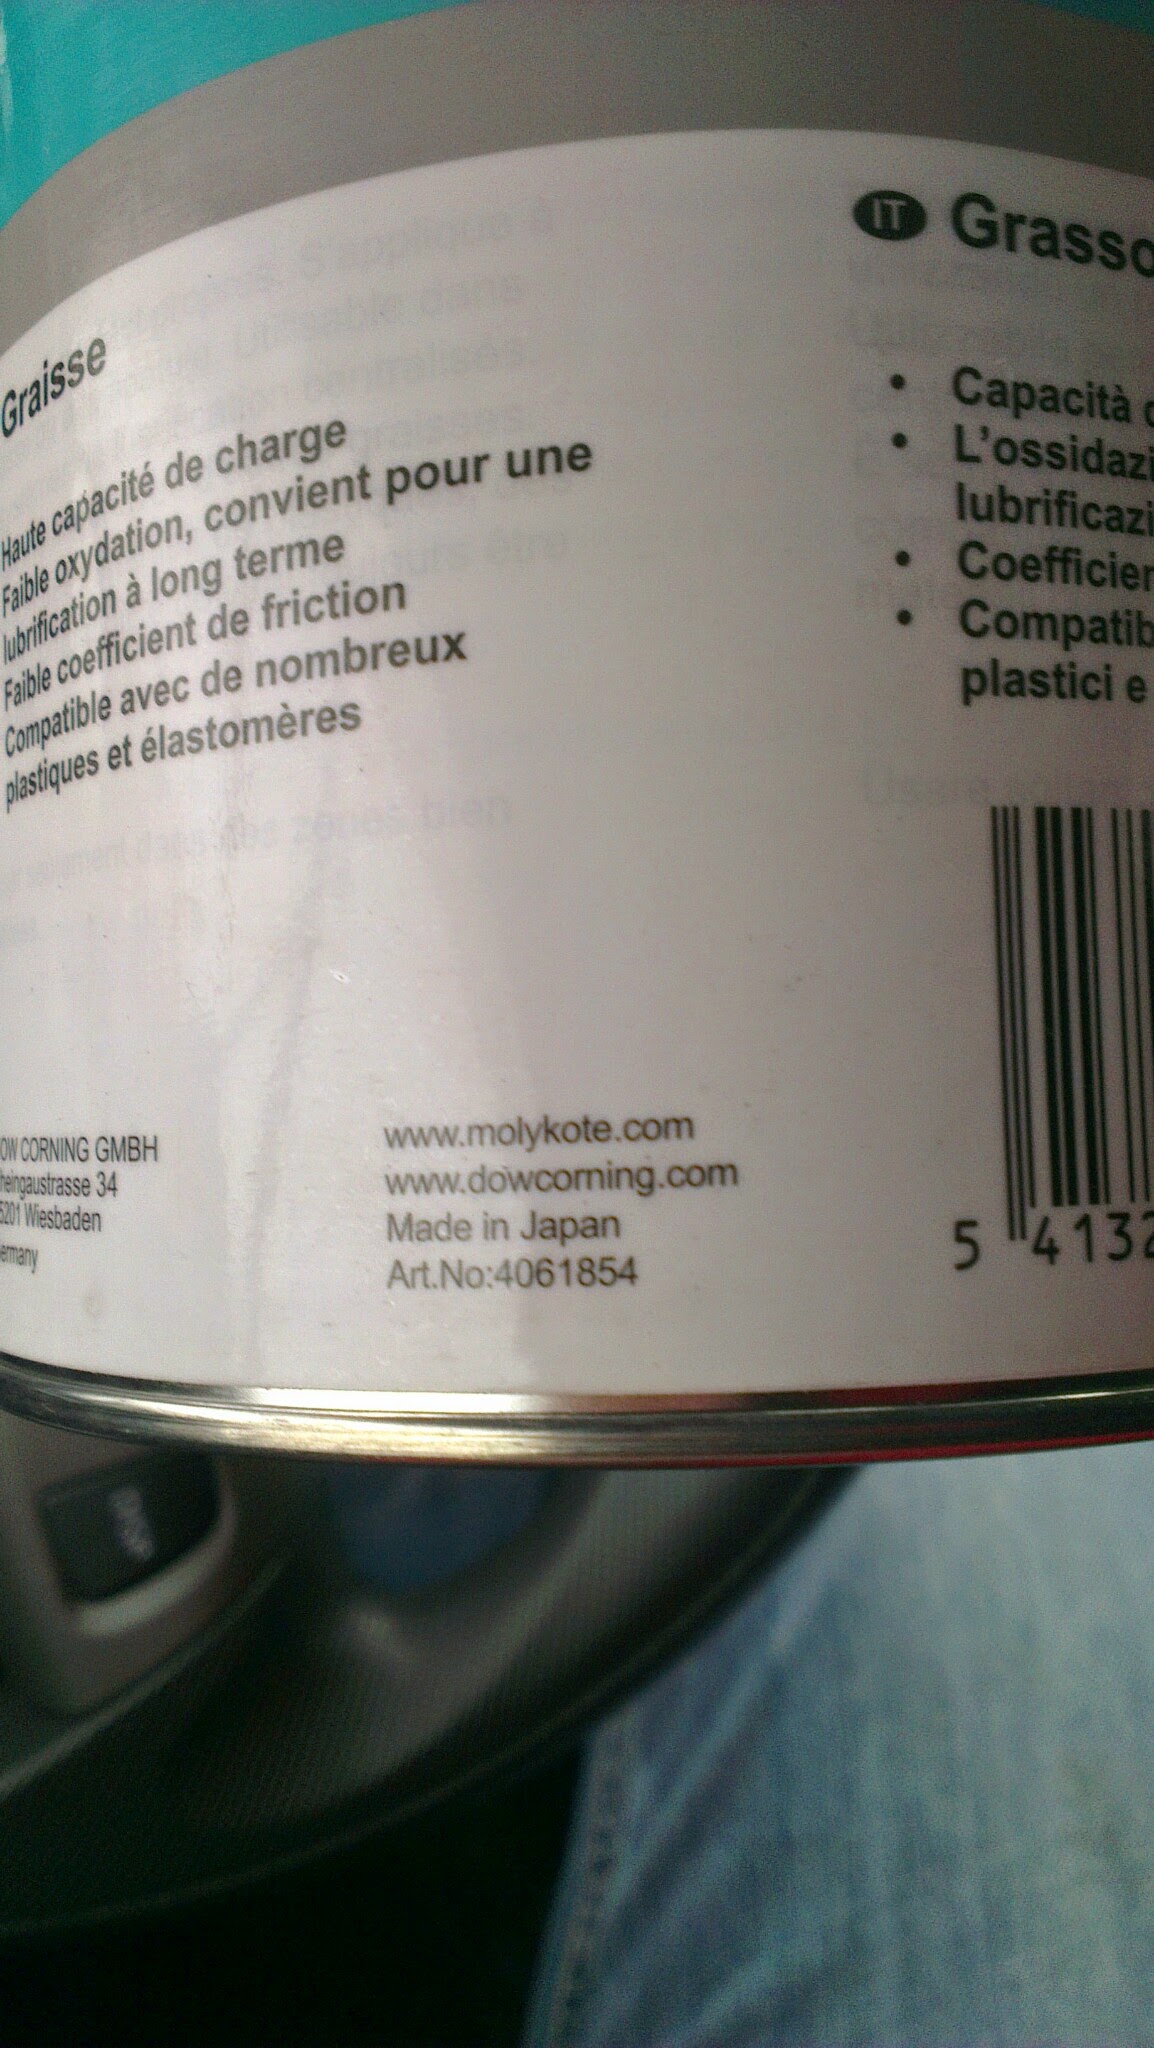 Graisse
Haute capacité de charge
Faible oxydation, convient pour une
lubrification à long terme
Faible coefficient de friction
Compatible avec de nombreux
plastiques et élastomères
IT Grasso
• Capacità
• L'ossidazi
lubrificazi
• Coefficien
• Compatib
plastici e
OW CORNING GMBH
heingaustrasse 34
5201 Wiesbaden
ermany
www.molykote.com
www.dowcorning.com
Made in Japan
Art.No:4061854
5 4132
DISP